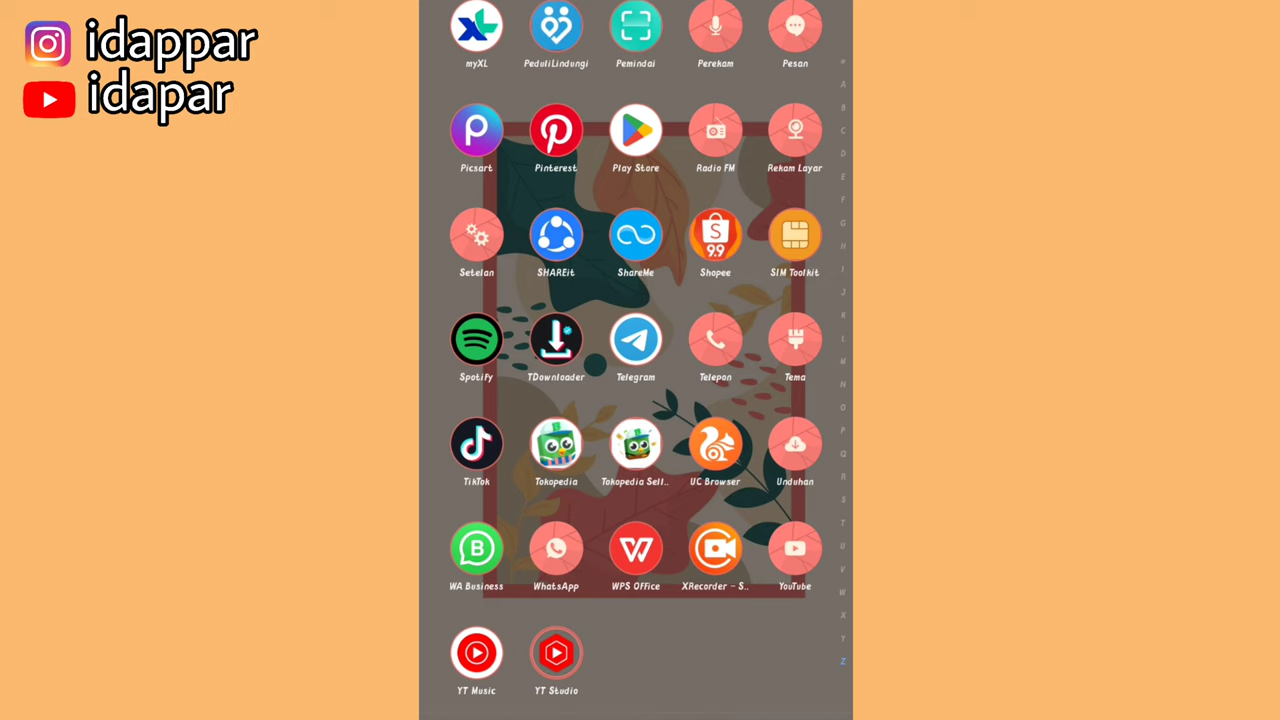 idappar
idapar
myXL
PeduliLindungi
Pemindai
Perekam
Pesan
Picsart
Pinterest
Play Store
Radio FM
Rekam Layar
Setelan
SHAREit
ShareMe
S
9.9
Shopee
SIM Toolkit
Spotify
TDownloader
Telegram
Telepon
Tema
TikTok
Tokopedia
Tokopedia Sell..
UC Browser
Unduhan
B
WA Business
WhatsApp
WPS Office
XRecorder - S..
YouTube
YT Music
YT Studio
A
B
C
D
E
F
G
H
I
J
K
L
M
N
O
P
Q
R
S
T
U
V
W
X
Y
Z